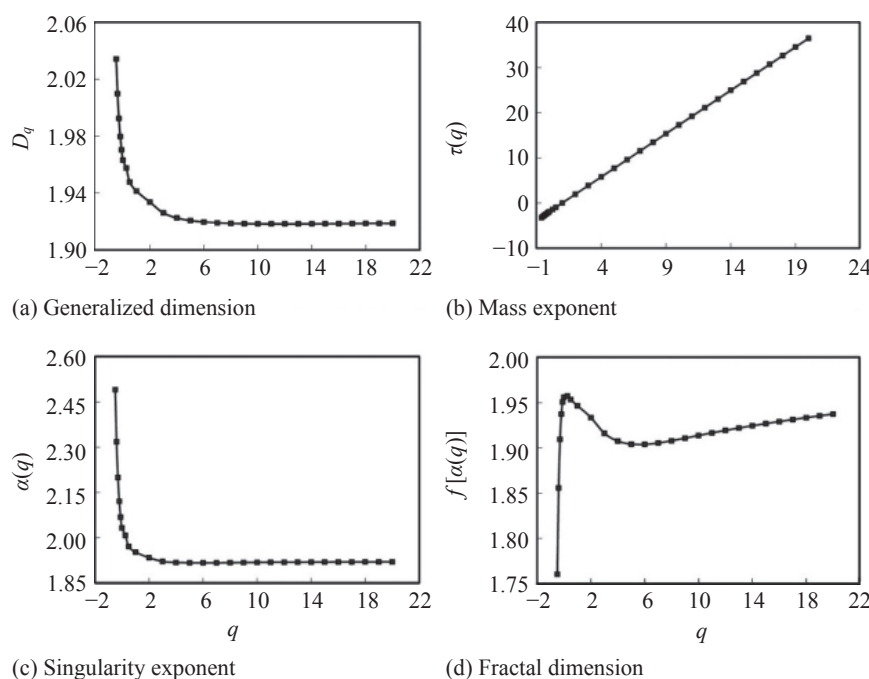 2.06
2.02
1.98
1.94
1.90
D_q
−2 2 6 10 14 18 22
(a) Generalized dimension
40
30
20
10
0
−10
τ(q)
−1 4 9 14 19 24
(b) Mass exponent
2.60
2.45
2.30
2.15
2.00
1.85
α(q)
−2 2 6 10 14 18 22
q
(c) Singularity exponent
2.00
1.95
1.90
1.85
1.80
1.75
f [α(q)]
−2 2 6 10 14 18 22
q
(d) Fractal dimension